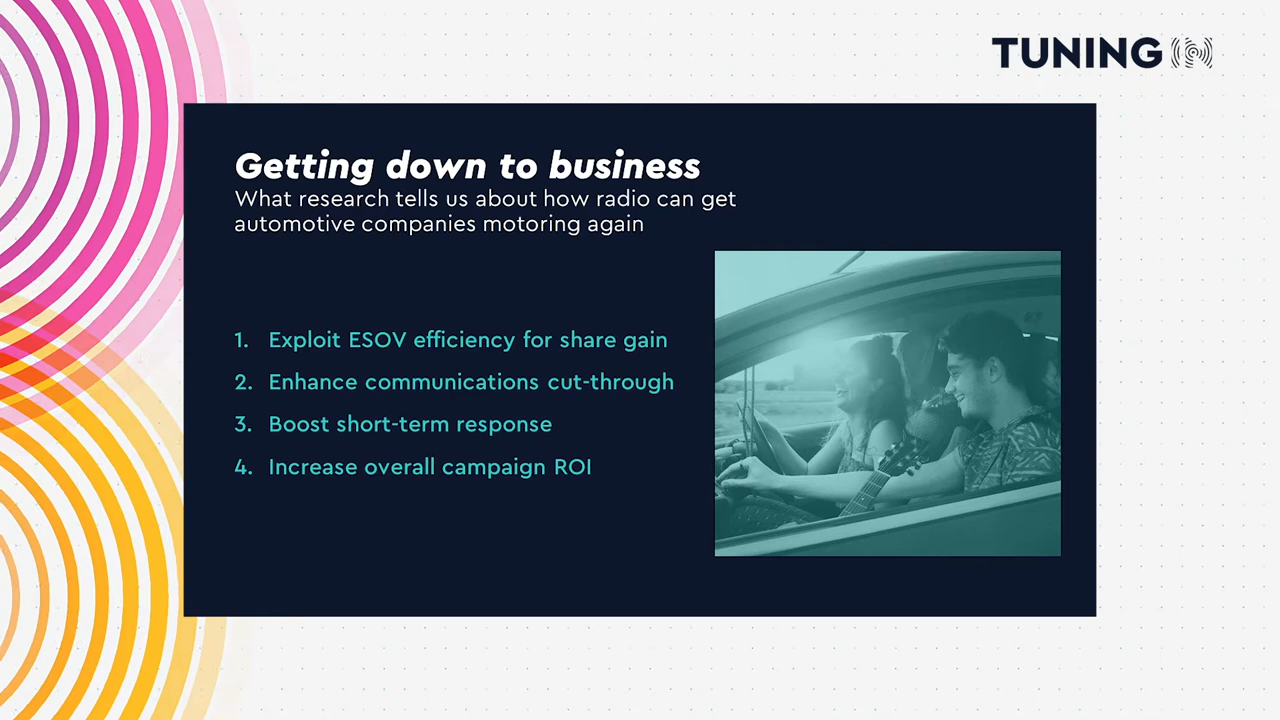 TUNING IN
Getting down to business
What research tells us about how radio can get
automotive companies motoring again
1. Exploit ESOV efficiency for share gain
2. Enhance communications cut-through
3. Boost short-term response
4. Increase overall campaign ROI